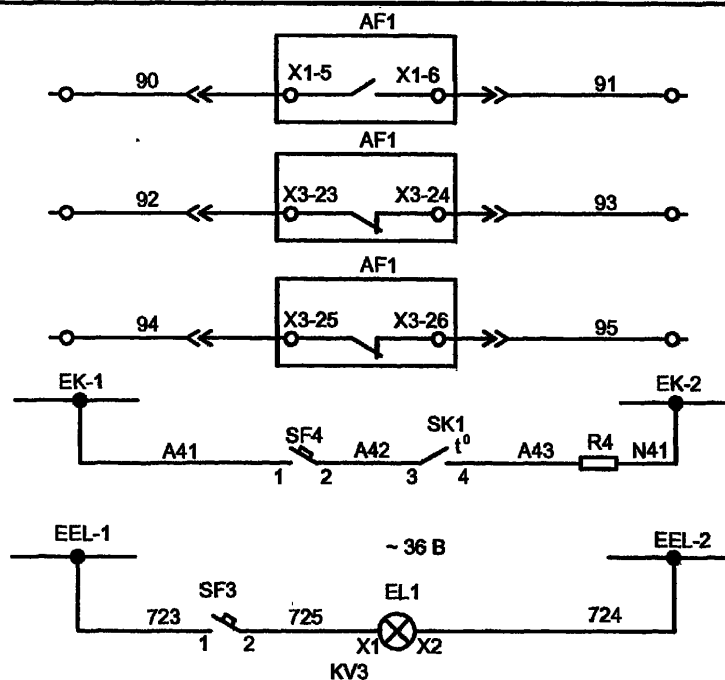 AF1
90 X1-5 X1-6 91
AF1
92 X3-23 X3-24 93
AF1
94 X3-25 X3-26 95
EK-1 EK-2
A41 SF4 A42 SK1 t⁰ A43 R4 N41
1 2 3 4
EEL-1 ~ 36 В EEL-2
SF3 EL1
723 725 724
1 2 X1 X2
KV3